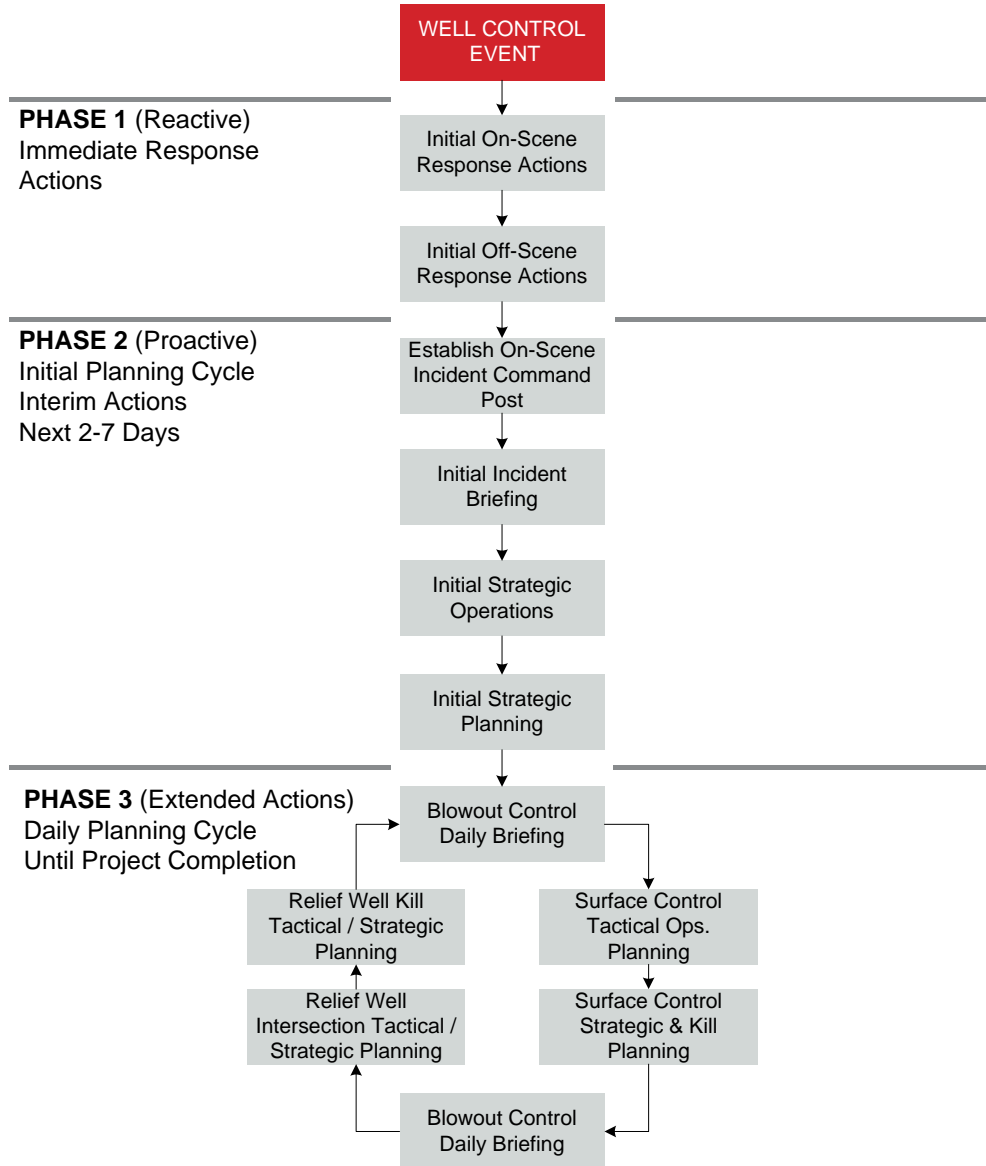 WELL CONTROL
EVENT
PHASE 1 (Reactive)
Immediate Response
Actions
Initial On-Scene
Response Actions
Initial Off-Scene
Response Actions
PHASE 2 (Proactive)
Initial Planning Cycle
Interim Actions
Next 2-7 Days
Establish On-Scene
Incident Command
Post
Initial Incident
Briefing
Initial Strategic
Operations
Initial Strategic
Planning
PHASE 3 (Extended Actions)
Daily Planning Cycle
Until Project Completion
Blowout Control
Daily Briefing
Surface Control
Tactical Ops.
Planning
Surface Control
Strategic & Kill
Planning
Blowout Control
Daily Briefing
Relief Well
Intersection Tactical /
Strategic Planning
Relief Well Kill
Tactical / Strategic
Planning